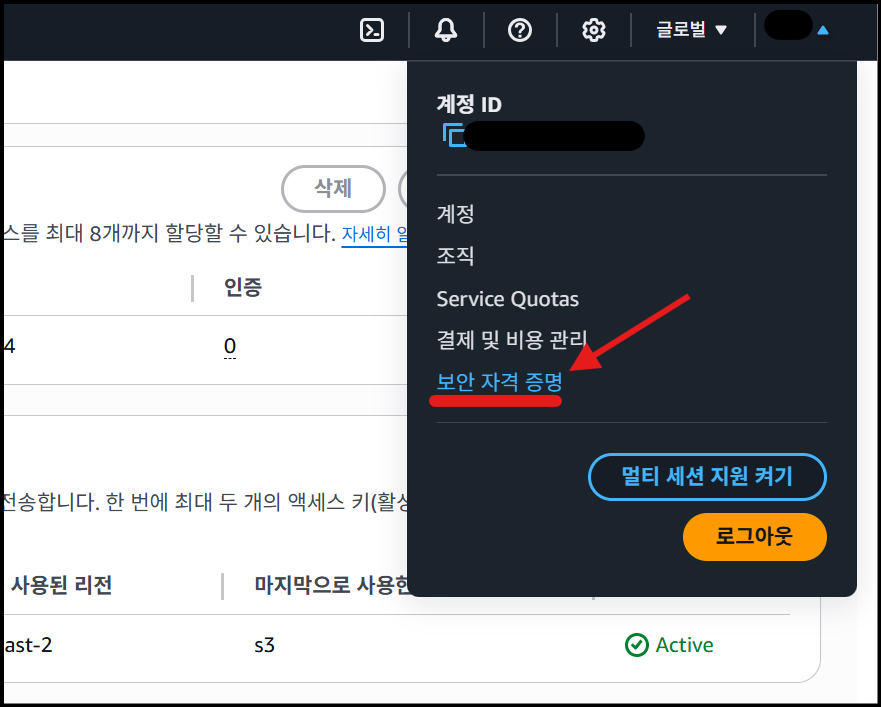 글로벌
계정 ID
삭제
스를 최대 8개까지 할당할 수 있습니다. 자세히
인증
4
0
계정
조직
Service Quotas
결제 및 비용 관리
보안 자격 증명
멀티 세션 지원 켜기
로그아웃
전송합니다. 한 번에 최대 두 개의 액세스 키(활성
사용된 리전
마지막으로 사용한
ast-2
s3
Active